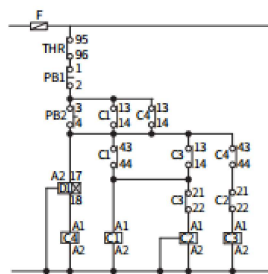 F
THR 95
96
PB1 1
2
PB2 3
4
C1 13
14
C4 13
14
C1 43
44
C3 13
14
C4 43
44
A2 17
18
C3 21
22
C2 21
22
C4 A1
A2
C1 A1
A2
C2 A1
A2
C3 A1
A2